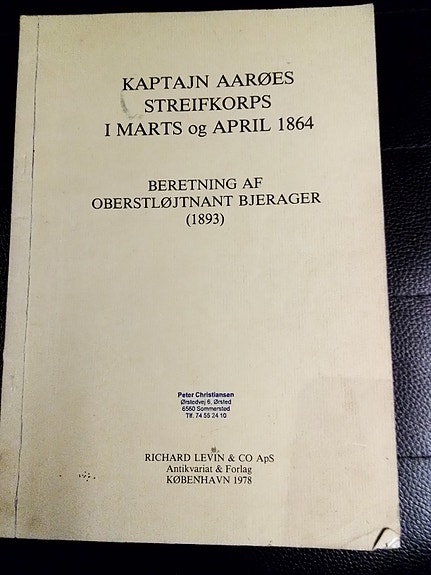 KAPTAJN AARØES
STREIFKORPS
I MARTS og APRIL 1864
BERETNING AF
OBERSTLØJTNANT BJERAGER
(1893)
Peter Christiansen
Ørstedvej 6, Ørsted
6560 Sommersted
Tlf. 74 55 24 10
RICHARD LEVIN & CO ApS
Antikvariat & Forlag
KØBENHAVN 1978